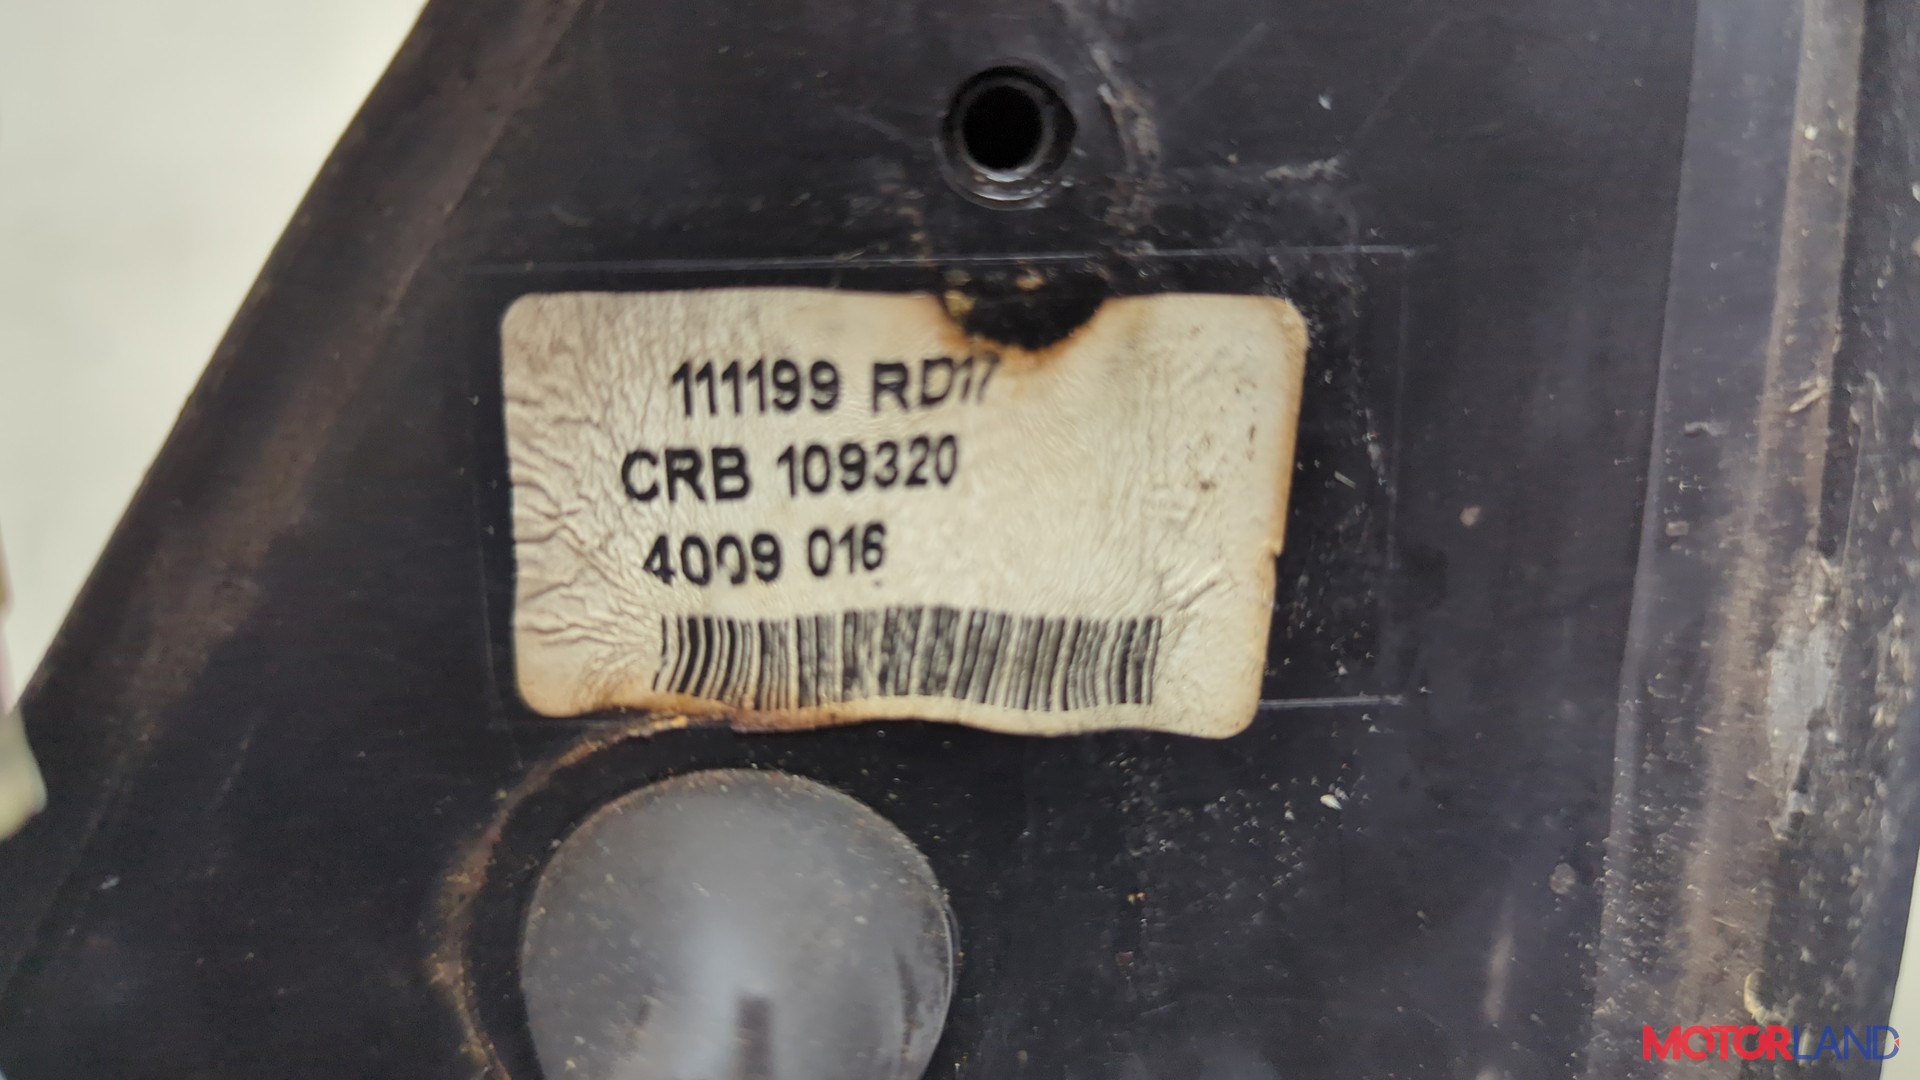 111199 RD17
CRB 109320
4009 016
MOTORLAND